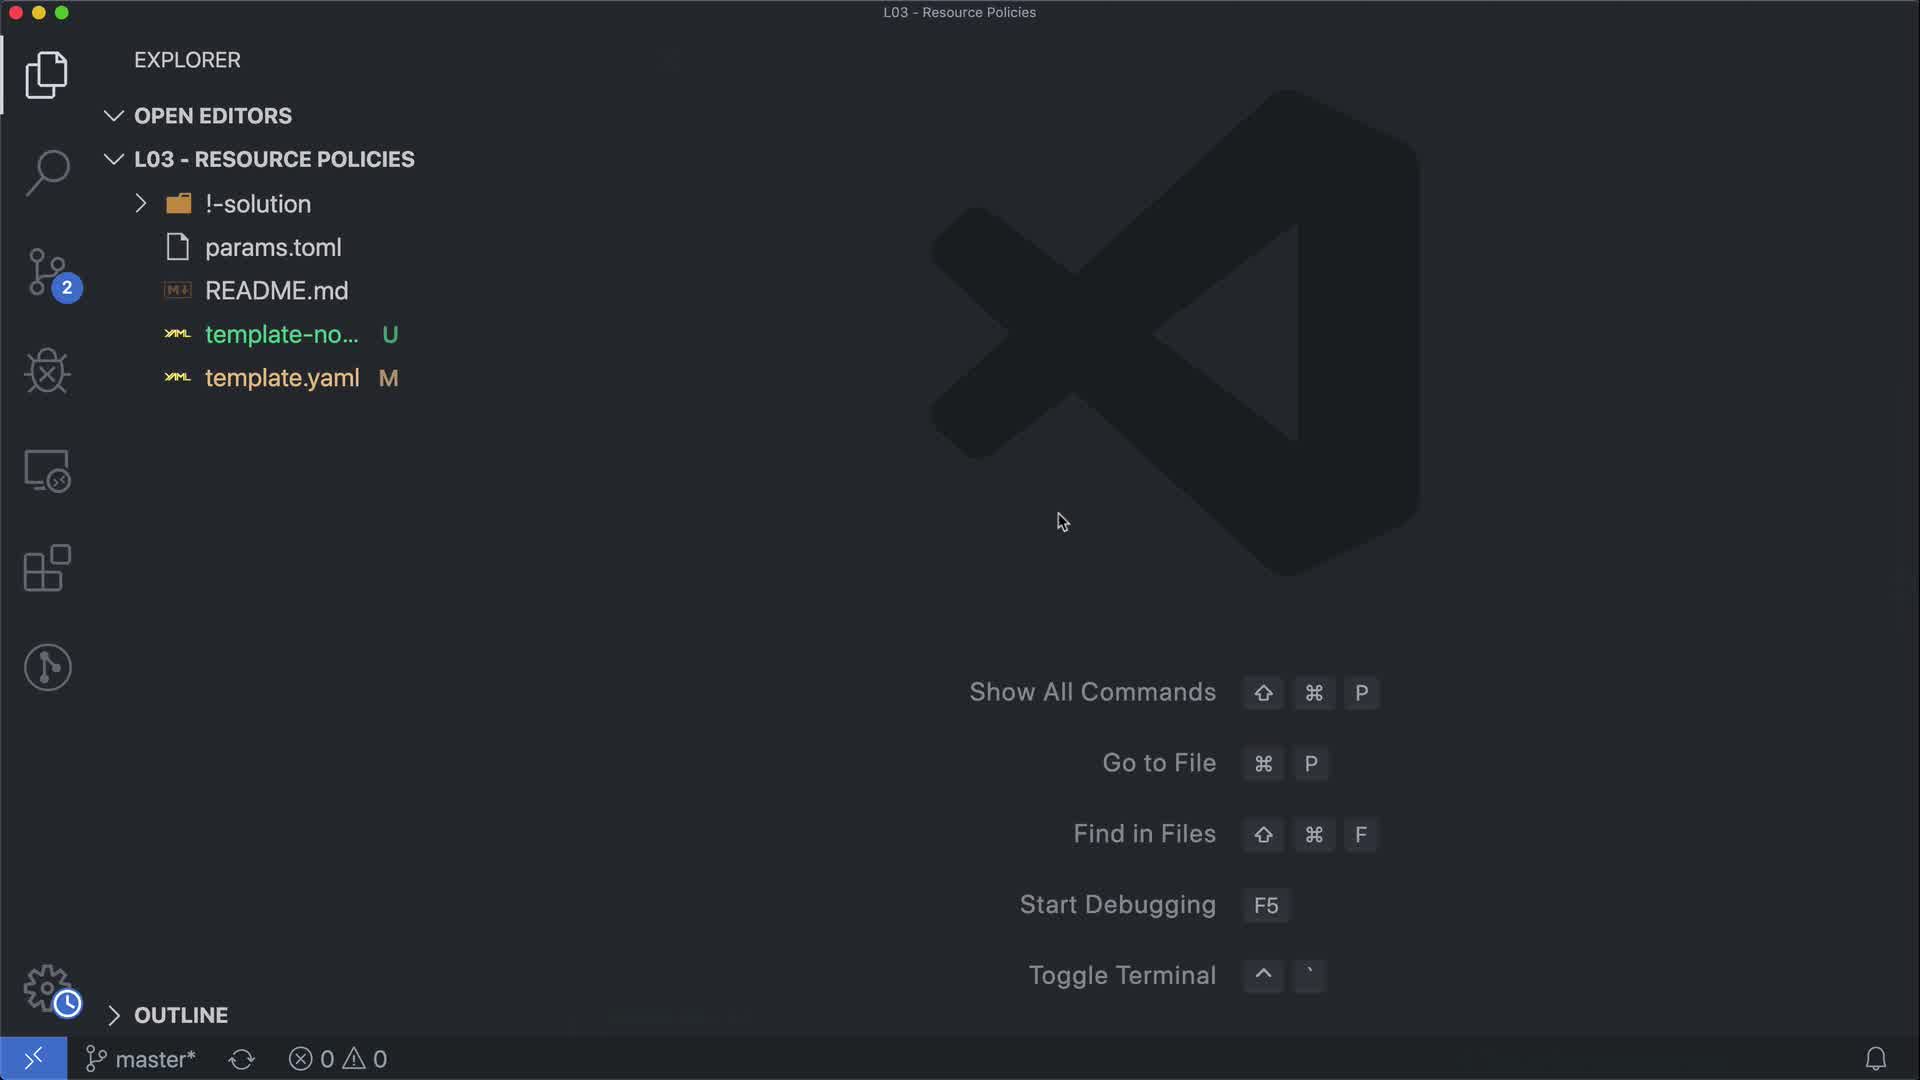 L03 - Resource Policies
EXPLORER
OPEN EDITORS
L03 - RESOURCE POLICIES
!-solution
params.toml
README.md
template-no... U
template.yaml M
2
Show All Commands ⇧ ⌘ P
Go to File ⌘ P
Find in Files ⇧ ⌘ F
Start Debugging F5
Toggle Terminal ^ `
OUTLINE
master* 0 0